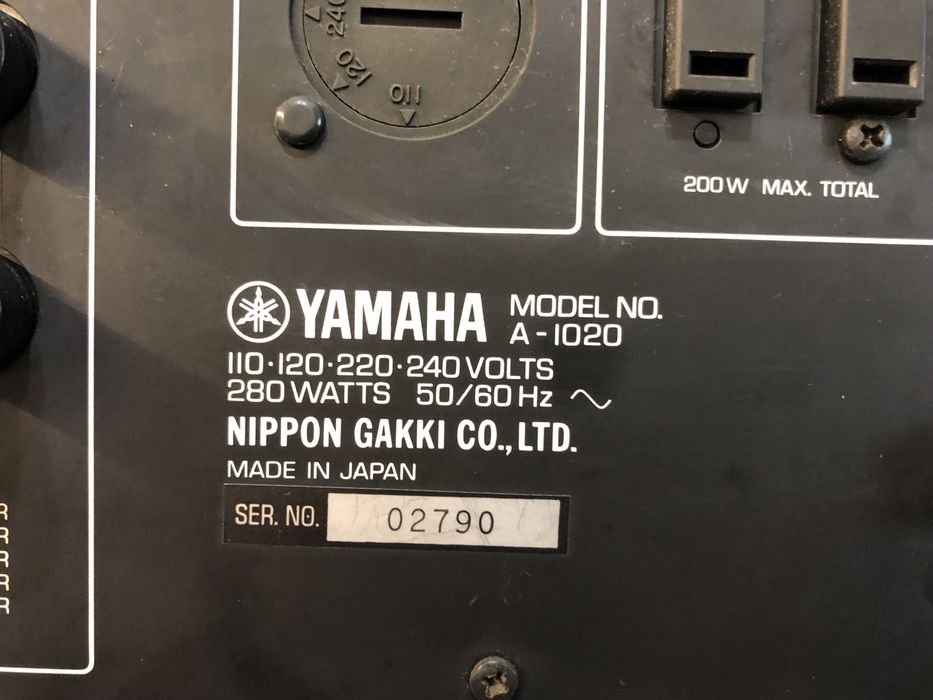 240
120
110
200W MAX. TOTAL
YAMAHA MODEL NO.
A-1020
110·120·220·240 VOLTS
280 WATTS 50/60 Hz ~
NIPPON GAKKI CO., LTD.
MADE IN JAPAN
SER. NO. 02790
R
R
R
R
R